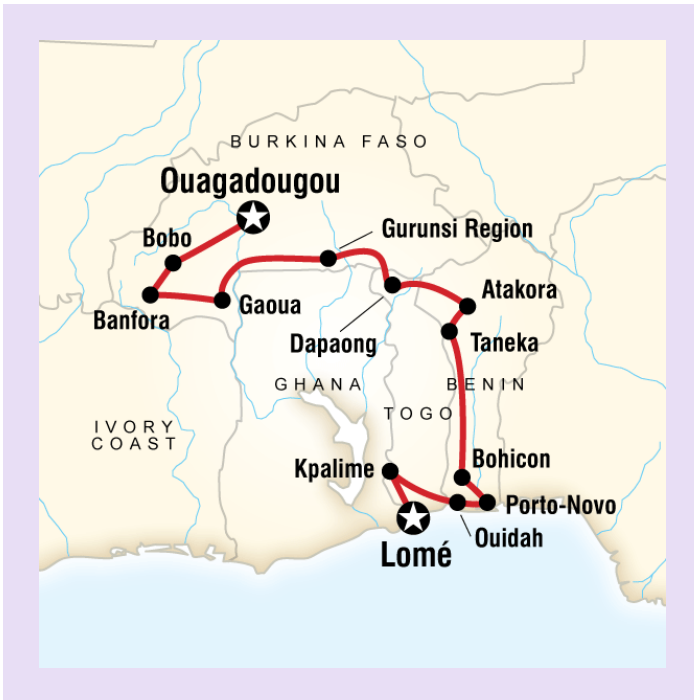 BURKINA FASO
Ouagadougou
Bobo
Gurunsi Region
Banfora
Gaoua
Atakora
Dapaong
Taneka
GHANA
BENIN
TOGO
IVORY
COAST
Kpalime
Bohicon
Porto-Novo
Ouidah
Lomé